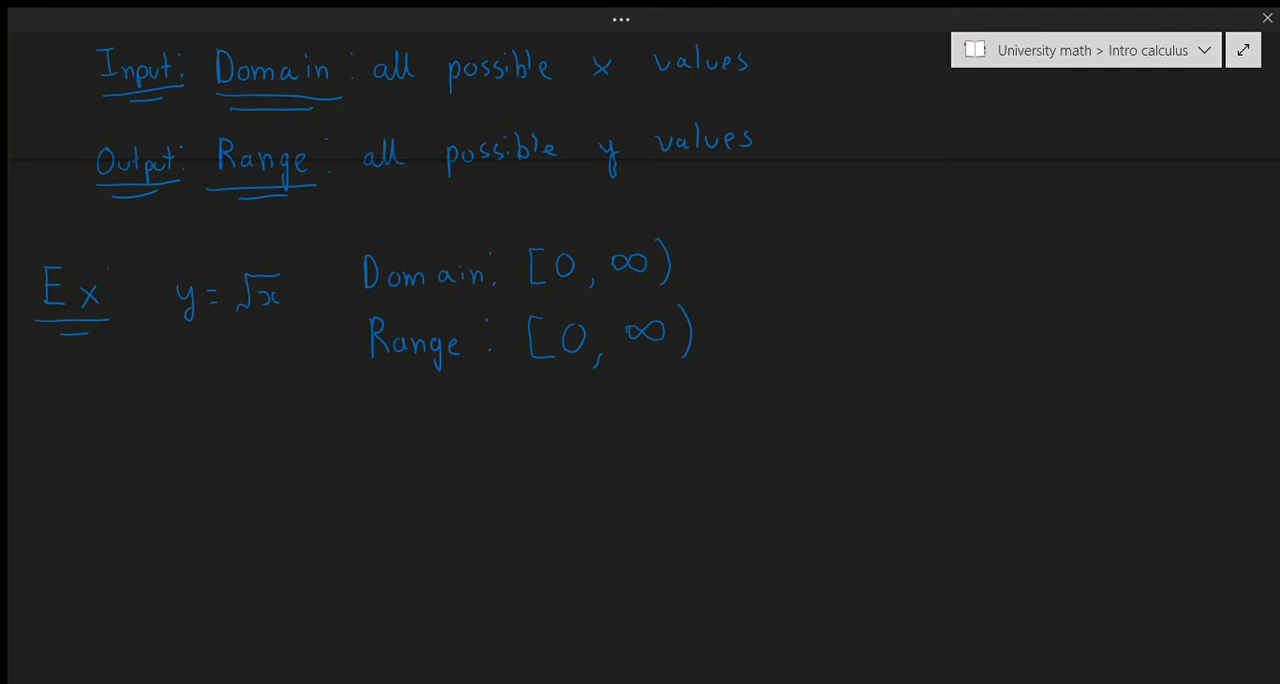 University math > Intro calculus
Input: Domain: all possible x values
Output: Range: all possible y values
Ex: y = √x Domain: [0, ∞)
Range: [0, ∞)